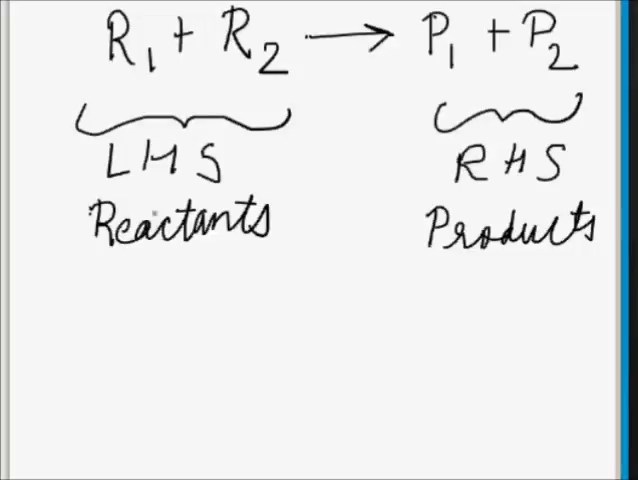 R₁ + R₂ → P₁ + P₂
LHS RHS
Reactants Products